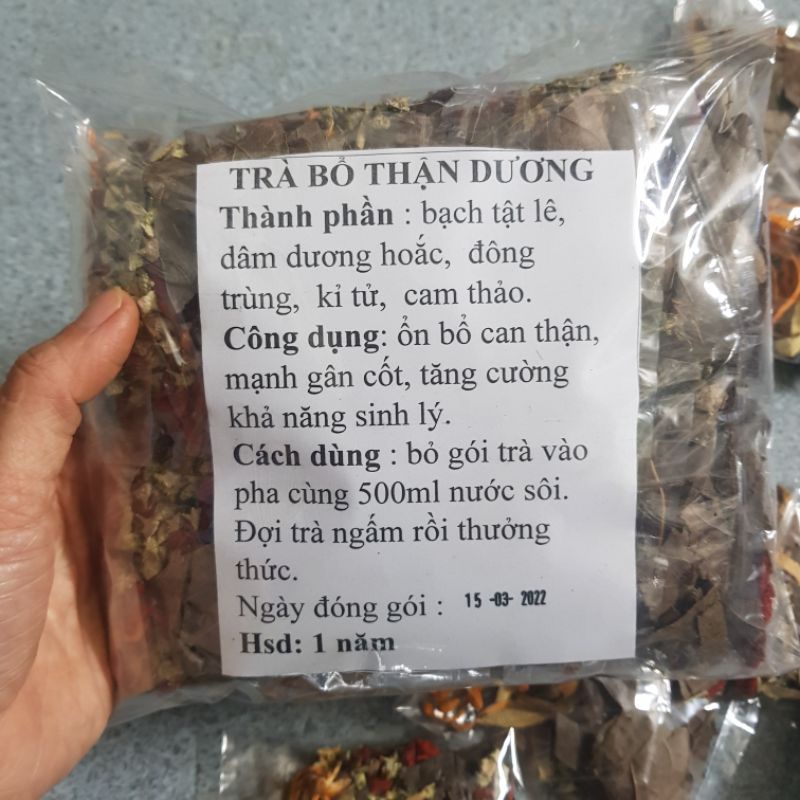 TRÀ BỔ THẬN DƯƠNG
Thành phần : bạch tật lê,
dâm dương hoắc, đông
trùng, kỉ tử, cam thảo.
Công dụng: ổn bổ can thận,
mạnh gân cốt, tăng cường
khả năng sinh lý.
Cách dùng : bỏ gói trà vào
pha cùng 500ml nước sôi.
Đợi trà ngấm rồi thưởng
thức.
Ngày đóng gói : 15 -03- 2022
Hsd: 1 năm